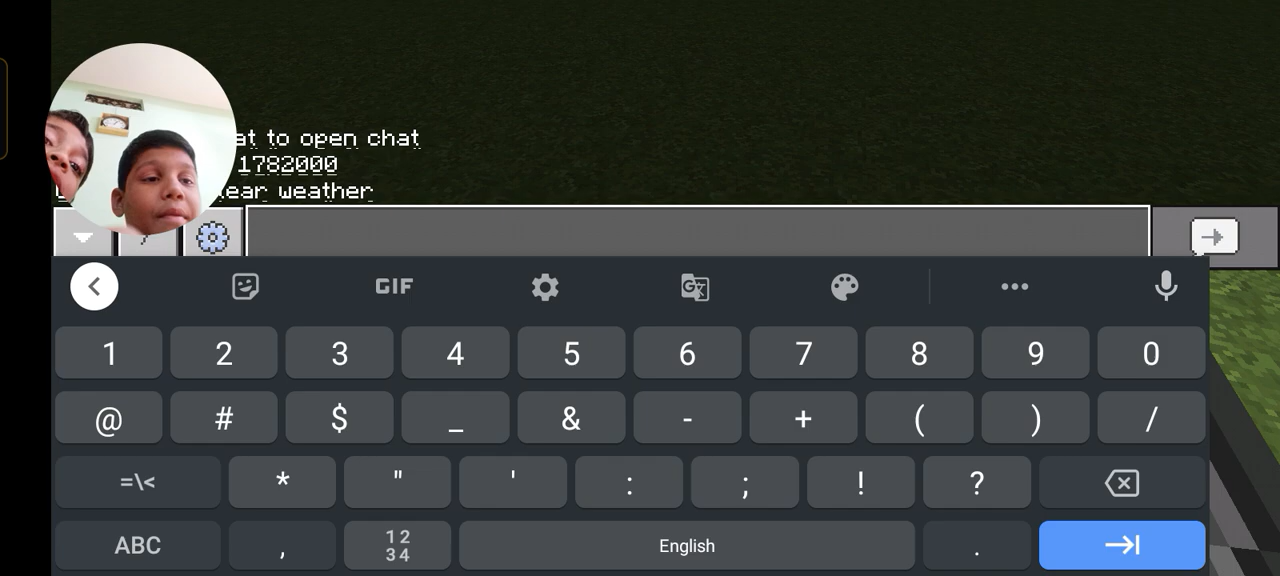 at to open chat
1782000
ear weather
GIF
1 2 3 4 5 6 7 8 9 0
@ # $ _ & - + ( ) /
=\< * " ' : ; ! ?
ABC , 12 34 English .